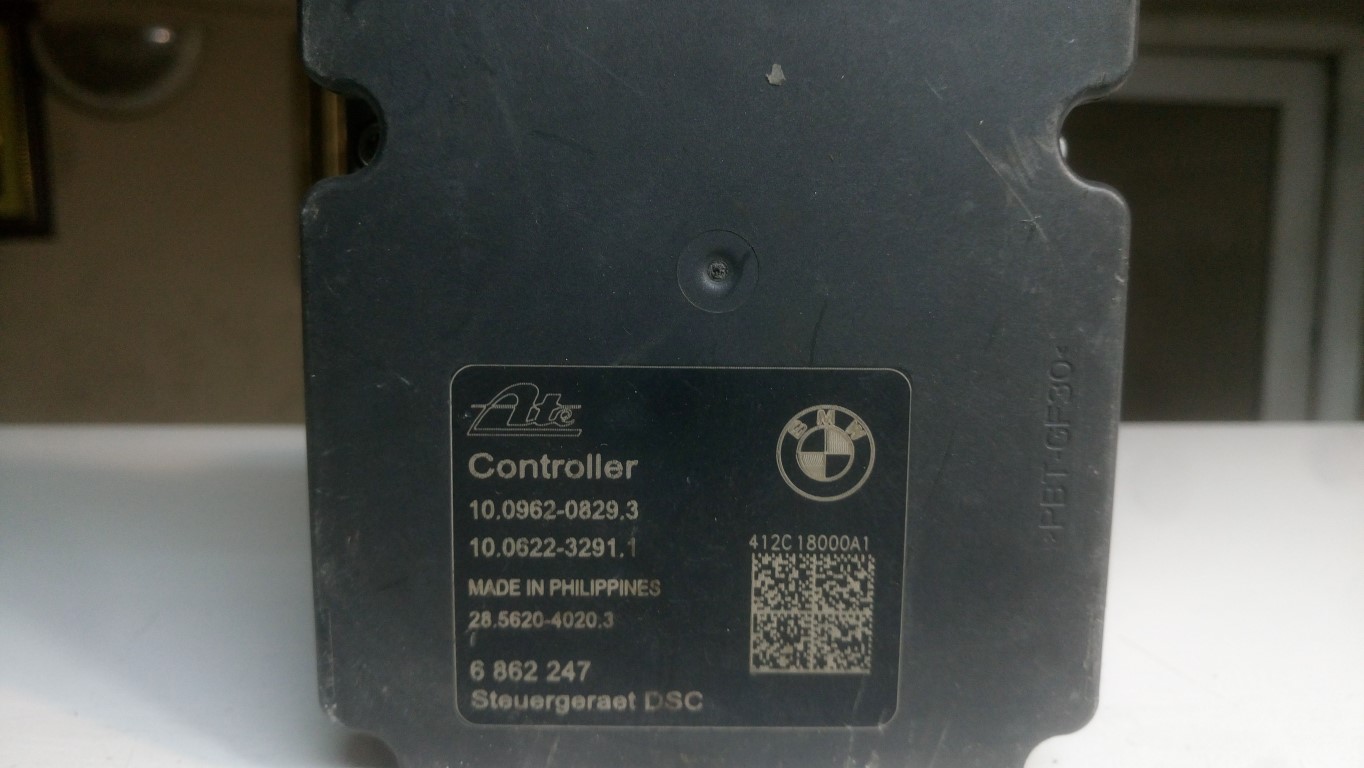 Ate
BMW
Controller
10.0962-0829.3
10.0622-3291.1
412C18000A1
MADE IN PHILIPPINES
28.5620-4020.3
6 862 247
Steuergeraet DSC
>PBT-GF30<